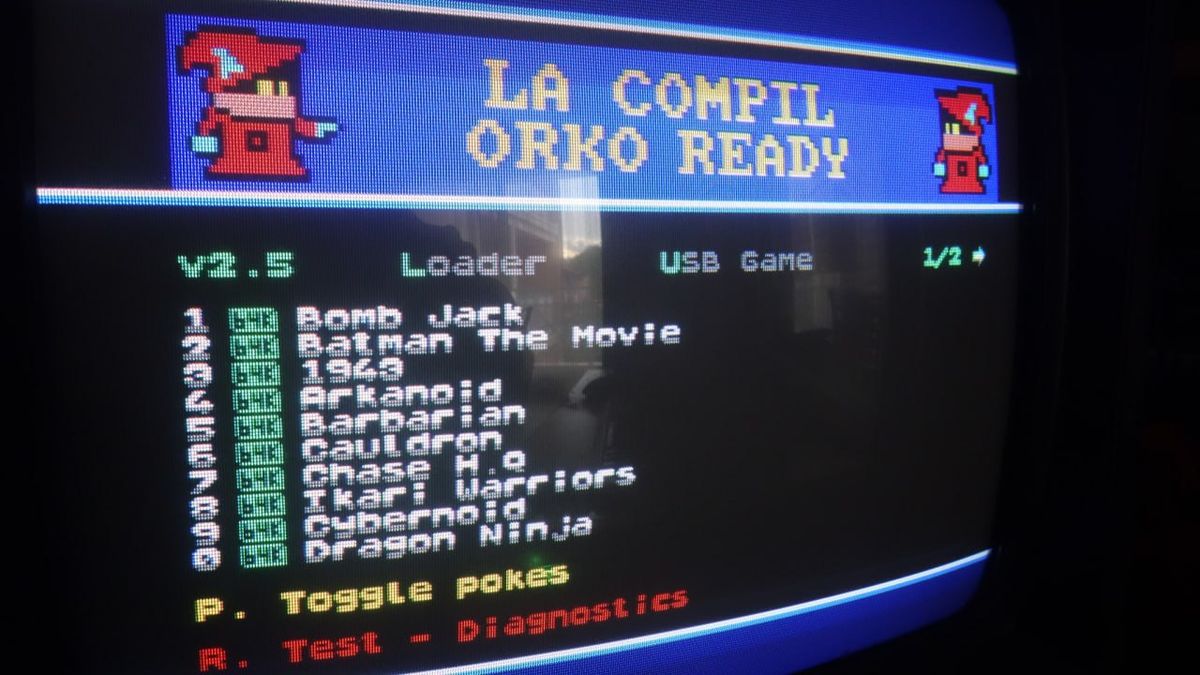 LA COMPIL
ORKO READY
v2.5 Loader USB Game 1/2
1 Bomb Jack
2 Batman The Movie
3 1943
4 Arkanoid
5 Barbarian
6 Cauldron
7 Chase H.Q
8 Ikari Warriors
9 Cybernoid
0 Dragon Ninja
P. Toggle pokes
R. Test - Diagnostics